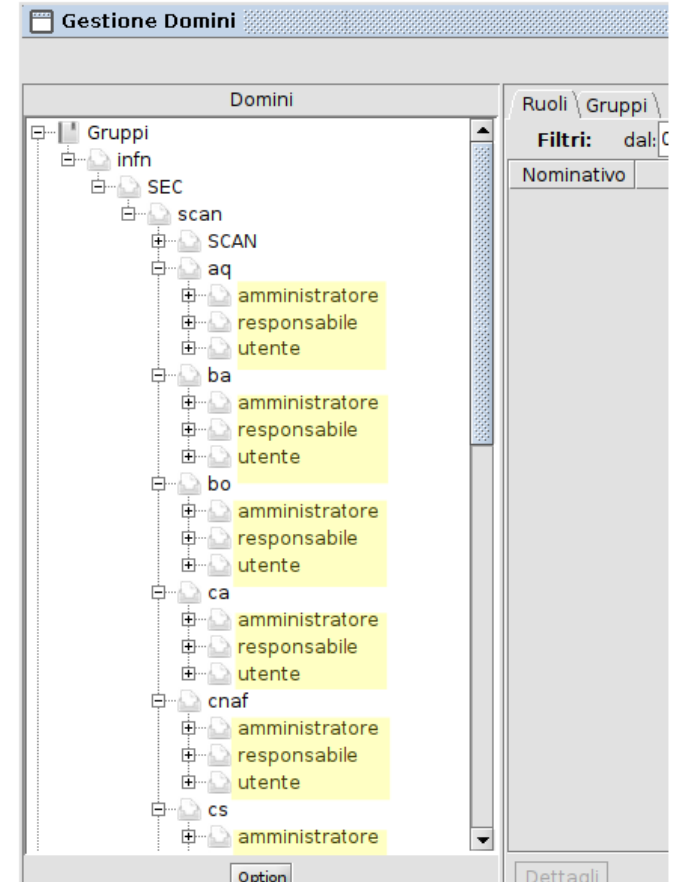 Gestione Domini
Domini
Ruoli Gruppi
Gruppi
Filtri: dal:
infn
Nominativo
SEC
scan
SCAN
aq
amministratore
responsabile
utente
ba
amministratore
responsabile
utente
bo
amministratore
responsabile
utente
ca
amministratore
responsabile
utente
cnaf
amministratore
responsabile
utente
cs
amministratore
Option
Dettagli